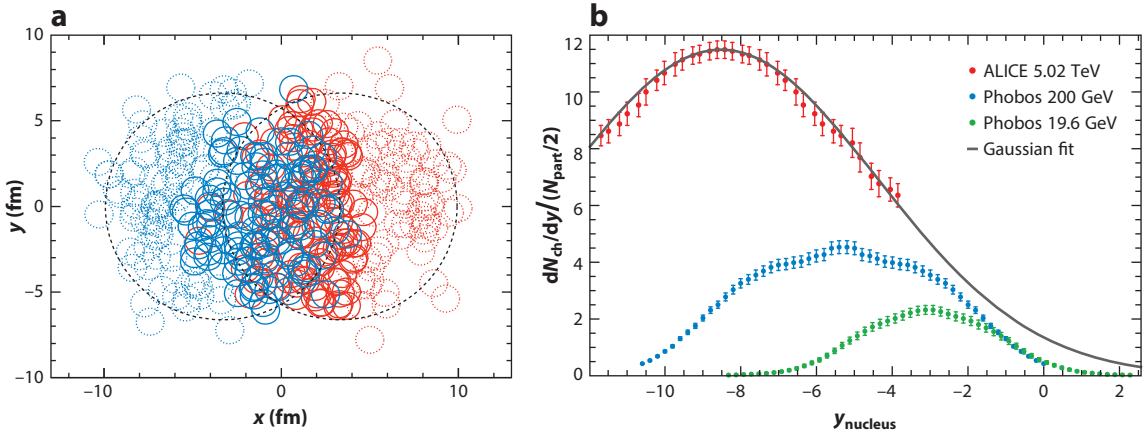 a
10
5
0
−5
−10
y (fm)
−10
−5
0
5
10
x (fm)
b
12
10
8
6
4
2
0
dNch/dy/(Npart/2)
ALICE 5.02 TeV
Phobos 200 GeV
Phobos 19.6 GeV
Gaussian fit
−10
−8
−6
−4
−2
0
2
ynucleus